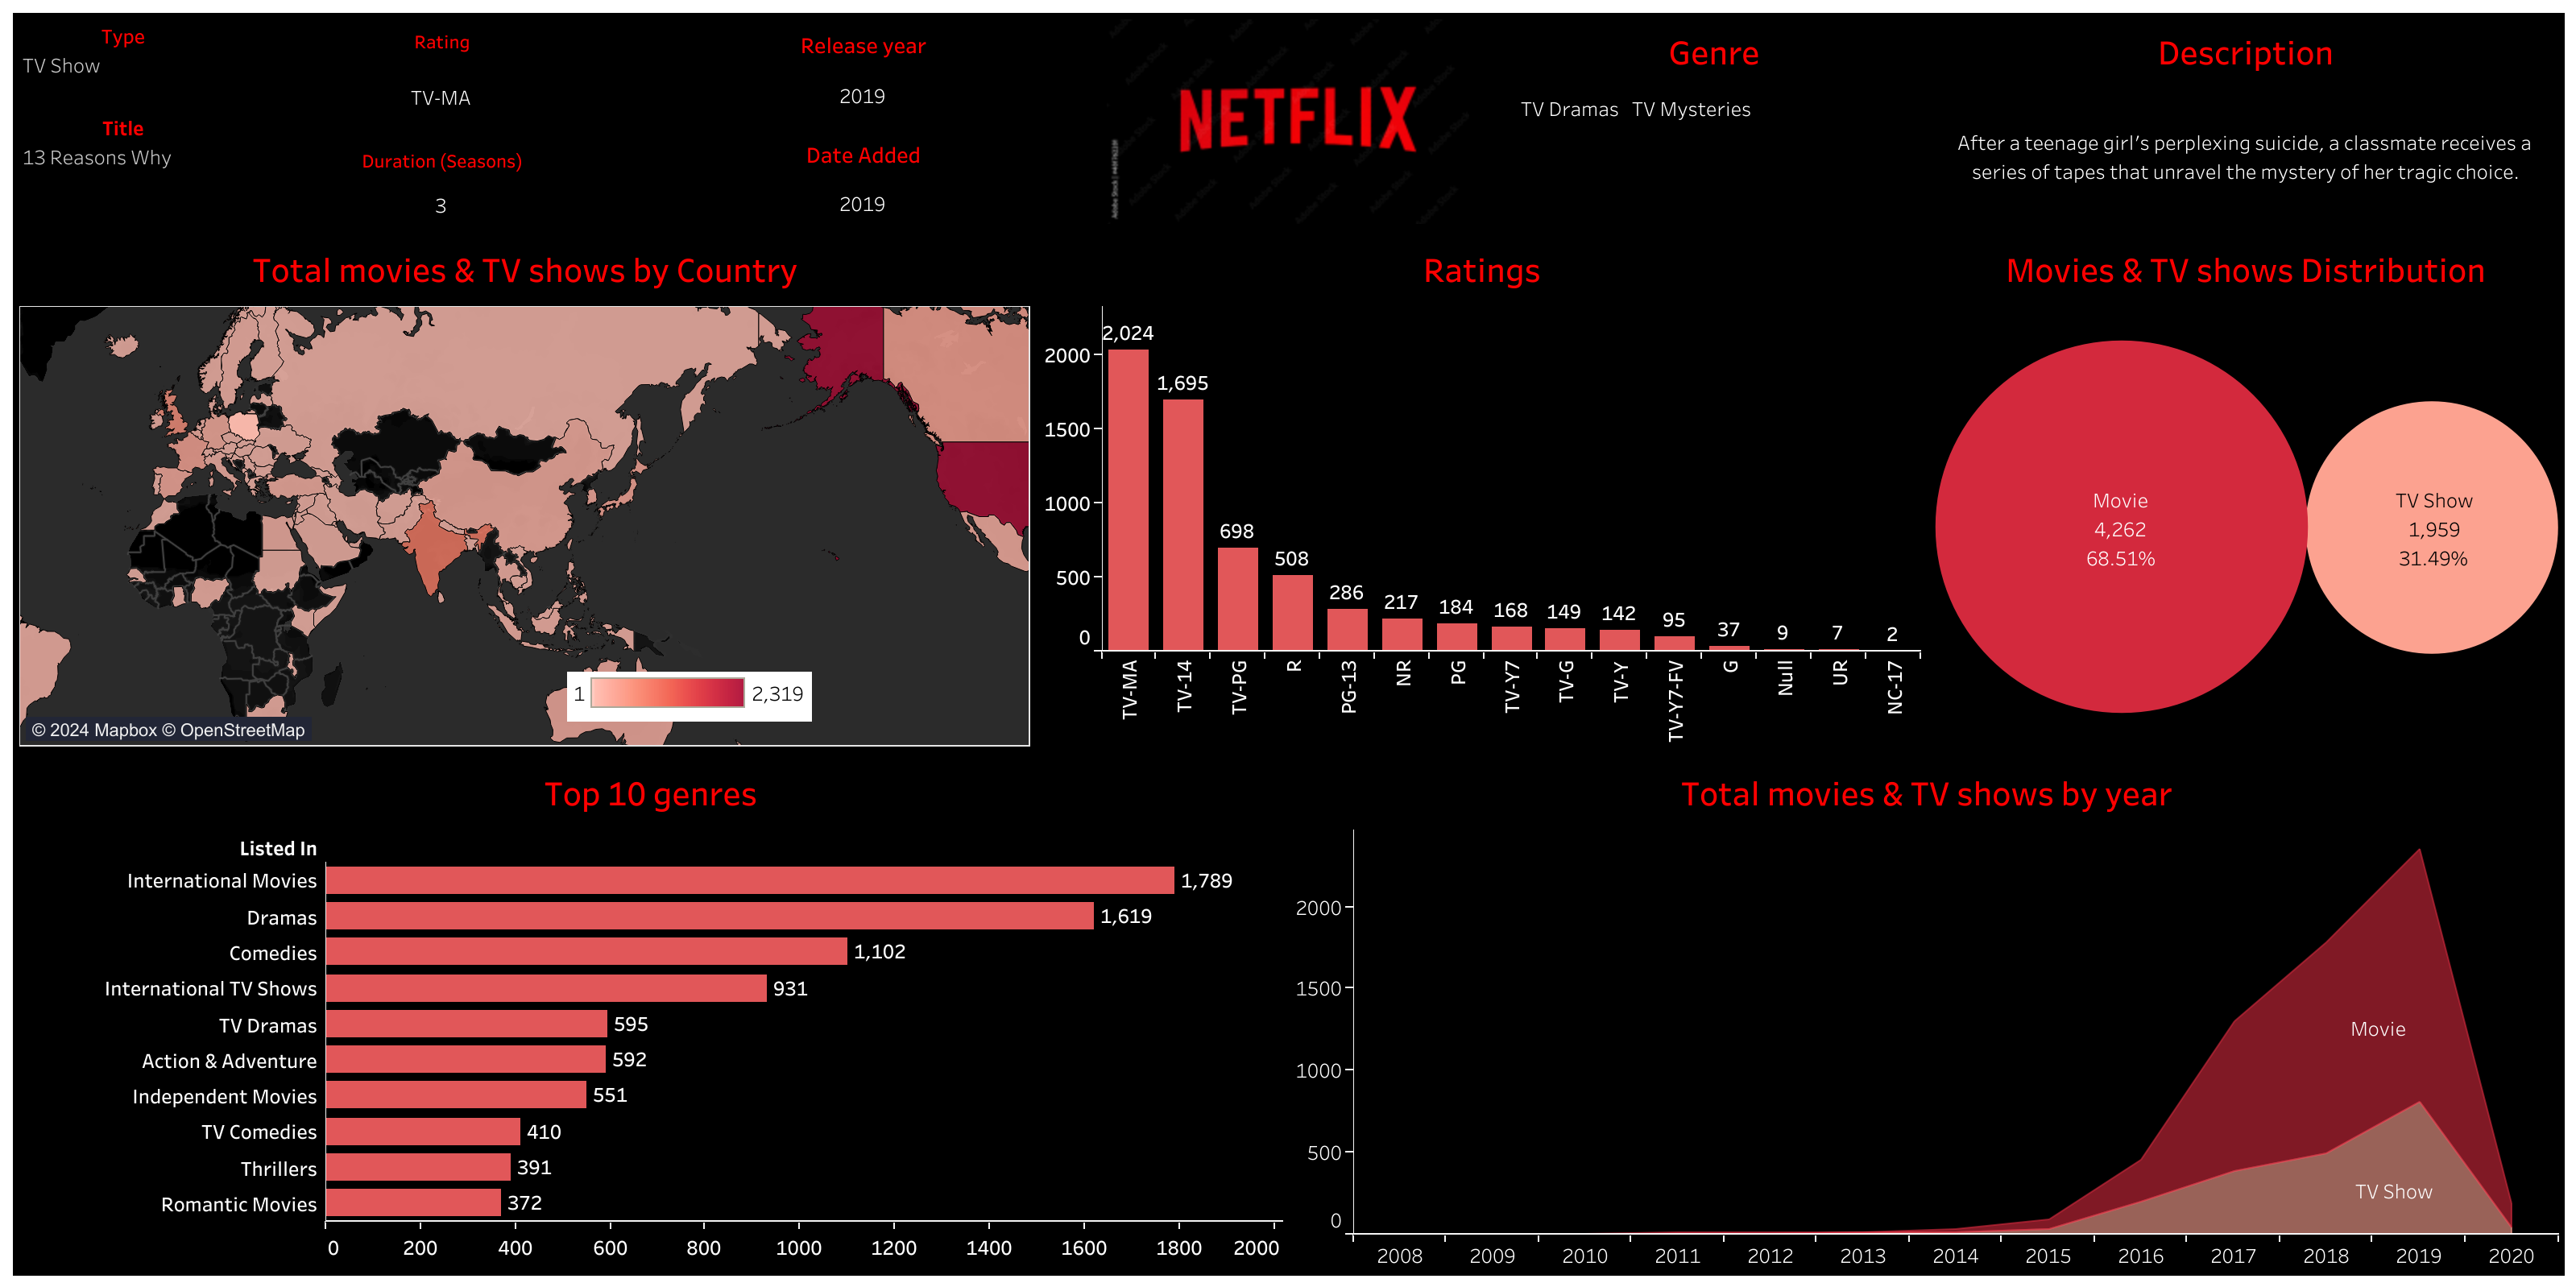 Type
TV Show
Title
13 Reasons Why
Rating
TV-MA
Duration (Seasons)
3
Release year
2019
Date Added
2019
NETFLIX
Genre
TV Dramas TV Mysteries
Description
After a teenage girl's perplexing suicide, a classmate receives a
series of tapes that unravel the mystery of her tragic choice.
Total movies & TV shows by Country
1 2,319
© 2024 Mapbox © OpenStreetMap
Ratings
2000
1500
1000
500
0
2,024
1,695
698
508
286
217
184
168
149
142
95
37
9
7
2
TV-MA
TV-14
TV-PG
R
PG-13
NR
PG
TV-Y7
TV-G
TV-Y
TV-Y7-FV
G
Null
UR
NC-17
Movies & TV shows Distribution
Movie
4,262
68.51%
TV Show
1,959
31.49%
Top 10 genres
Listed In
International Movies 1,789
Dramas 1,619
Comedies 1,102
International TV Shows 931
TV Dramas 595
Action & Adventure 592
Independent Movies 551
TV Comedies 410
Thrillers 391
Romantic Movies 372
0 200 400 600 800 1000 1200 1400 1600 1800 2000
Total movies & TV shows by year
2000
1500
1000
500
0
Movie
TV Show
2008 2009 2010 2011 2012 2013 2014 2015 2016 2017 2018 2019 2020